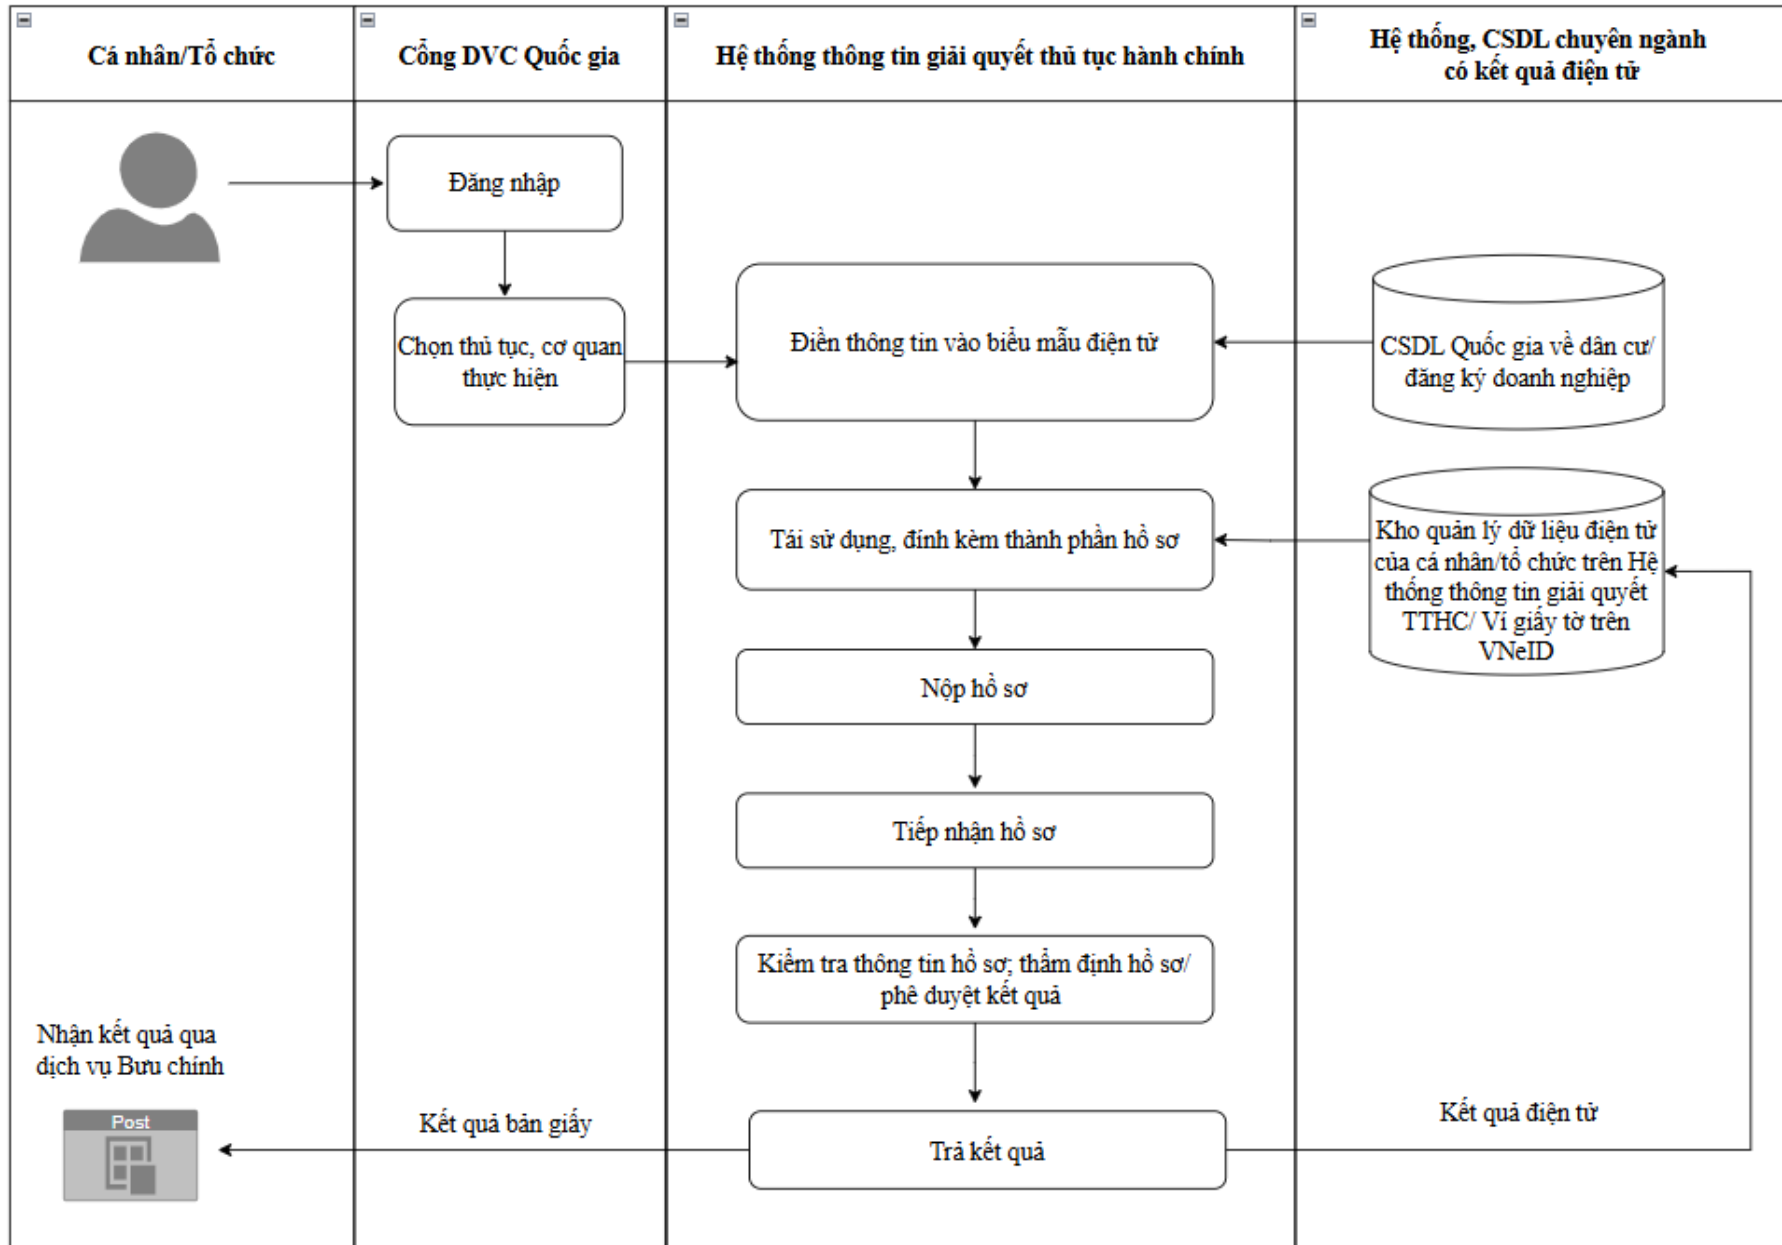 Cá nhân/Tổ chức
Cổng DVC Quốc gia
Hệ thống thông tin giải quyết thủ tục hành chính
Hệ thống, CSDL chuyên ngành
có kết quả điện tử
Đăng nhập
Chọn thủ tục, cơ quan
thực hiện
Điền thông tin vào biểu mẫu điện tử
CSDL Quốc gia về dân cư/
đăng ký doanh nghiệp
Tái sử dụng, đính kèm thành phần hồ sơ
Kho quản lý dữ liệu điện tử
của cá nhân/tổ chức trên Hệ
thống thông tin giải quyết
TTHC/ Ví giấy tờ trên
VNeID
Nộp hồ sơ
Tiếp nhận hồ sơ
Kiểm tra thông tin hồ sơ; thẩm định hồ sơ/
phê duyệt kết quả
Nhận kết quả qua
dịch vụ Bưu chính
Post
Kết quả bản giấy
Trả kết quả
Kết quả điện tử